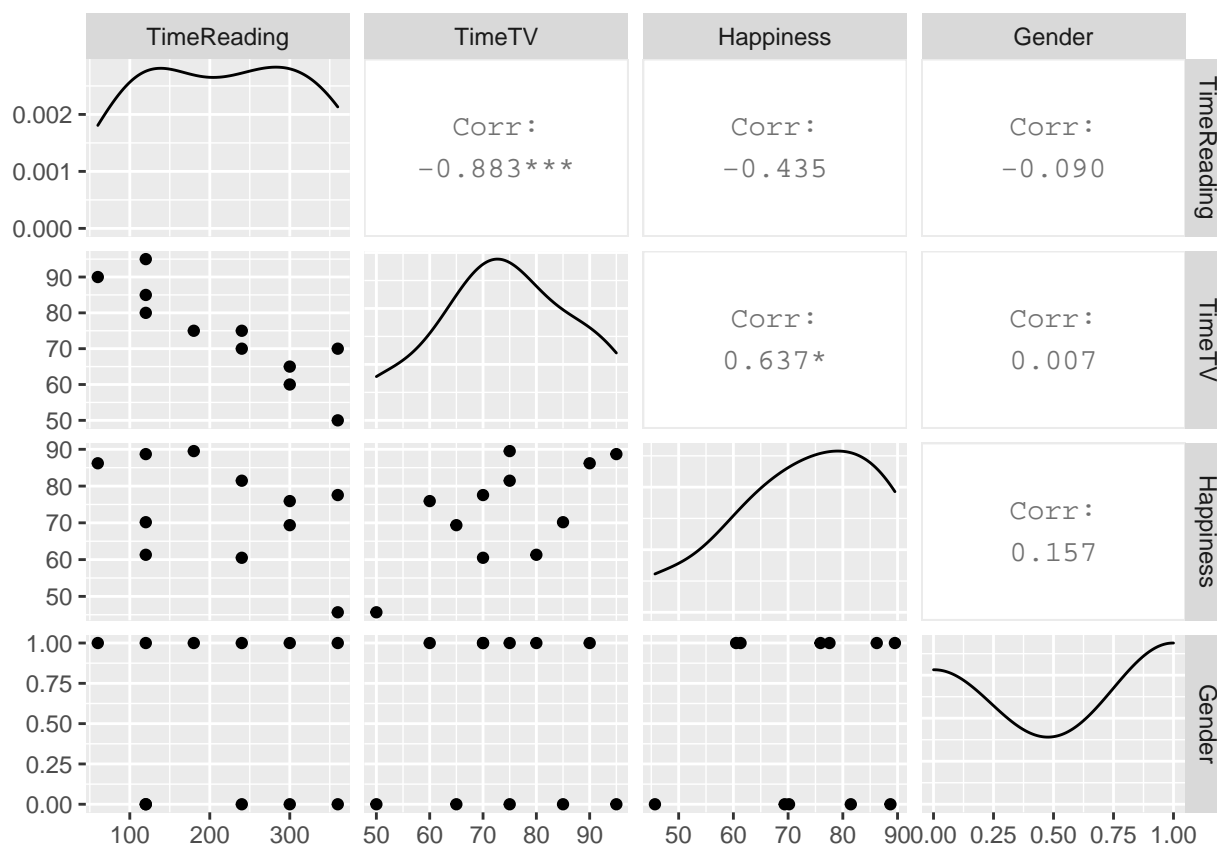 TimeReading TimeTV Happiness Gender
0.002
0.001
0.000
Corr:
-0.883***
Corr:
-0.435
Corr:
-0.090
TimeReading
90
80
70
60
50
Corr:
0.637*
Corr:
0.007
TimeTV
90
80
70
60
50
Corr:
0.157
Happiness
1.00
0.75
0.50
0.25
0.00
Gender
100 200 300 50 60 70 80 90 50 60 70 80 90 0.00 0.25 0.50 0.75 1.00